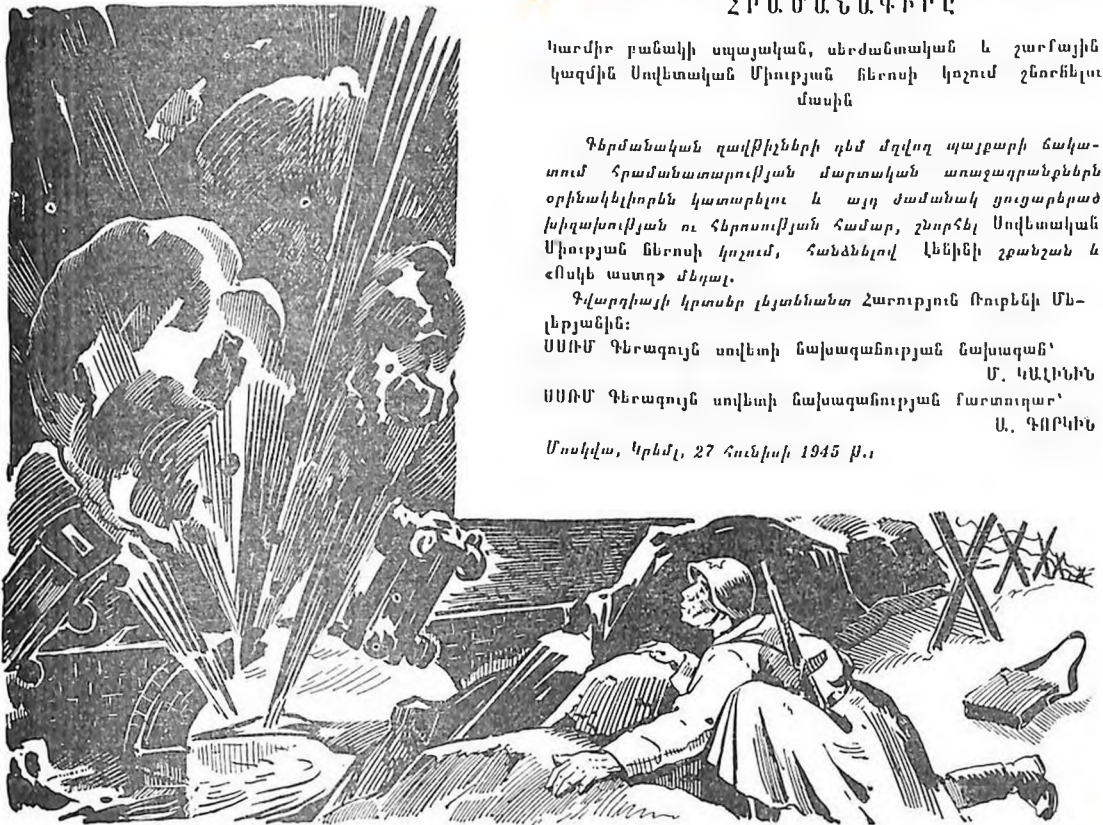 ՀՐԱՄԱՆԱԳԻՐԸ
Կարմիր բանակի սպայական, սերժանտական և շարքային
կազմին Սովետական Միության հերոսի կոչում շնորհելու
մասին
Գերմանական զավթիչների դեմ մղվող պայքարի ճակա-
տում հրամանատարության մարտական առաջադրանքներն
օրինակելիորեն կատարելու և այդ ժամանակ ցուցաբերած
խիզախության ու հերոսության համար, շնորհել Սովետական
Միության հերոսի կոչում, հանձնելով Լենինի շքանշան և
«Ոսկե աստղ» մեդալ.
Գվարդիայի կրտսեր լեյտենանտ Հարություն Ռուբենի Մե-
լեքյանին:
ՍՍՌՄ Գերագույն սովետի նախագահության նախագահ՝
Մ. ԿԱԼԻՆԻՆ
ՍՍՌՄ Գերագույն սովետի նախագահության քարտուղար՝
Ա. ԳՈՐԿԻՆ
Մոսկվա, Կրեմլ, 27 հունիսի 1945 թ.։